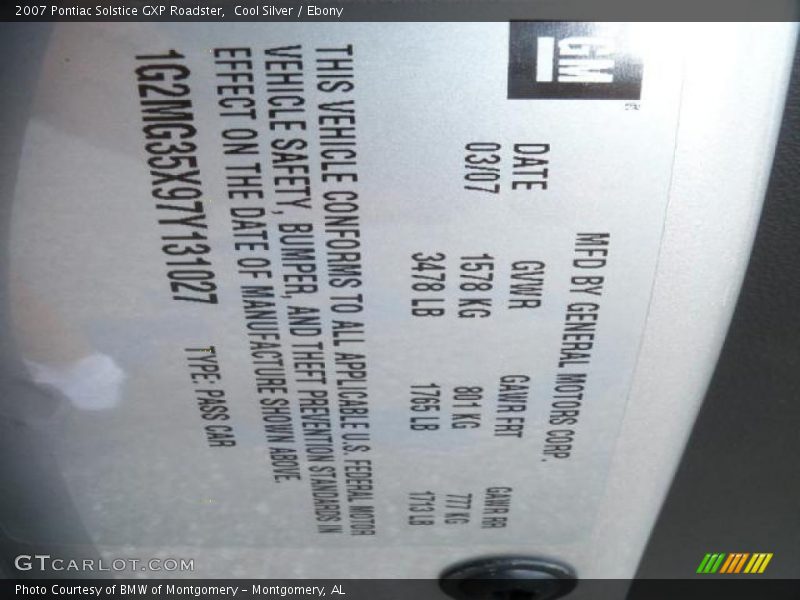 2007 Pontiac Solstice GXP Roadster, Cool Silver / Ebony
GM
MFD BY GENERAL MOTORS CORP.
DATE GVWR GAWR FRT GAWR RR
03/07 1578 KG 801 KG 777 KG
3478 LB 1765 LB 1713 LB
THIS VEHICLE CONFORMS TO ALL APPLICABLE U.S. FEDERAL MOTOR
VEHICLE SAFETY, BUMPER, AND THEFT PREVENTION STANDARDS IN
EFFECT ON THE DATE OF MANUFACTURE SHOWN ABOVE.
1G2MG35X97Y131027 TYPE: PASS CAR
GTCARLOT.COM
Photo Courtesy of BMW of Montgomery - Montgomery, AL